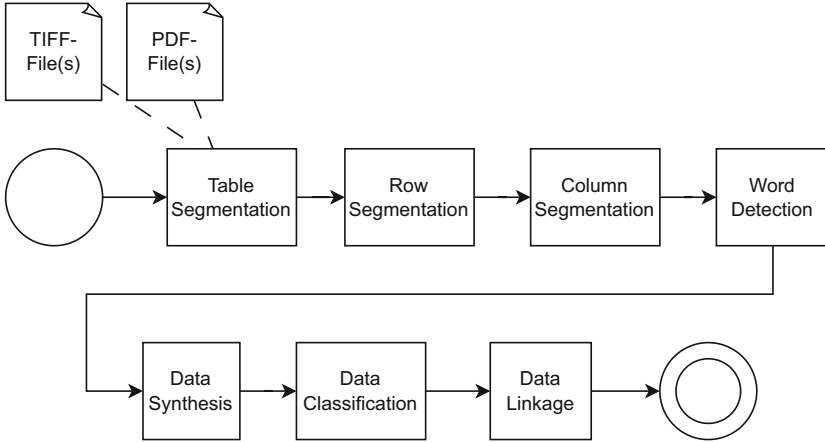 TIFF-
File(s)
PDF-
File(s)
Table
Segmentation
Row
Segmentation
Column
Segmentation
Word
Detection
Data
Synthesis
Data
Classification
Data
Linkage